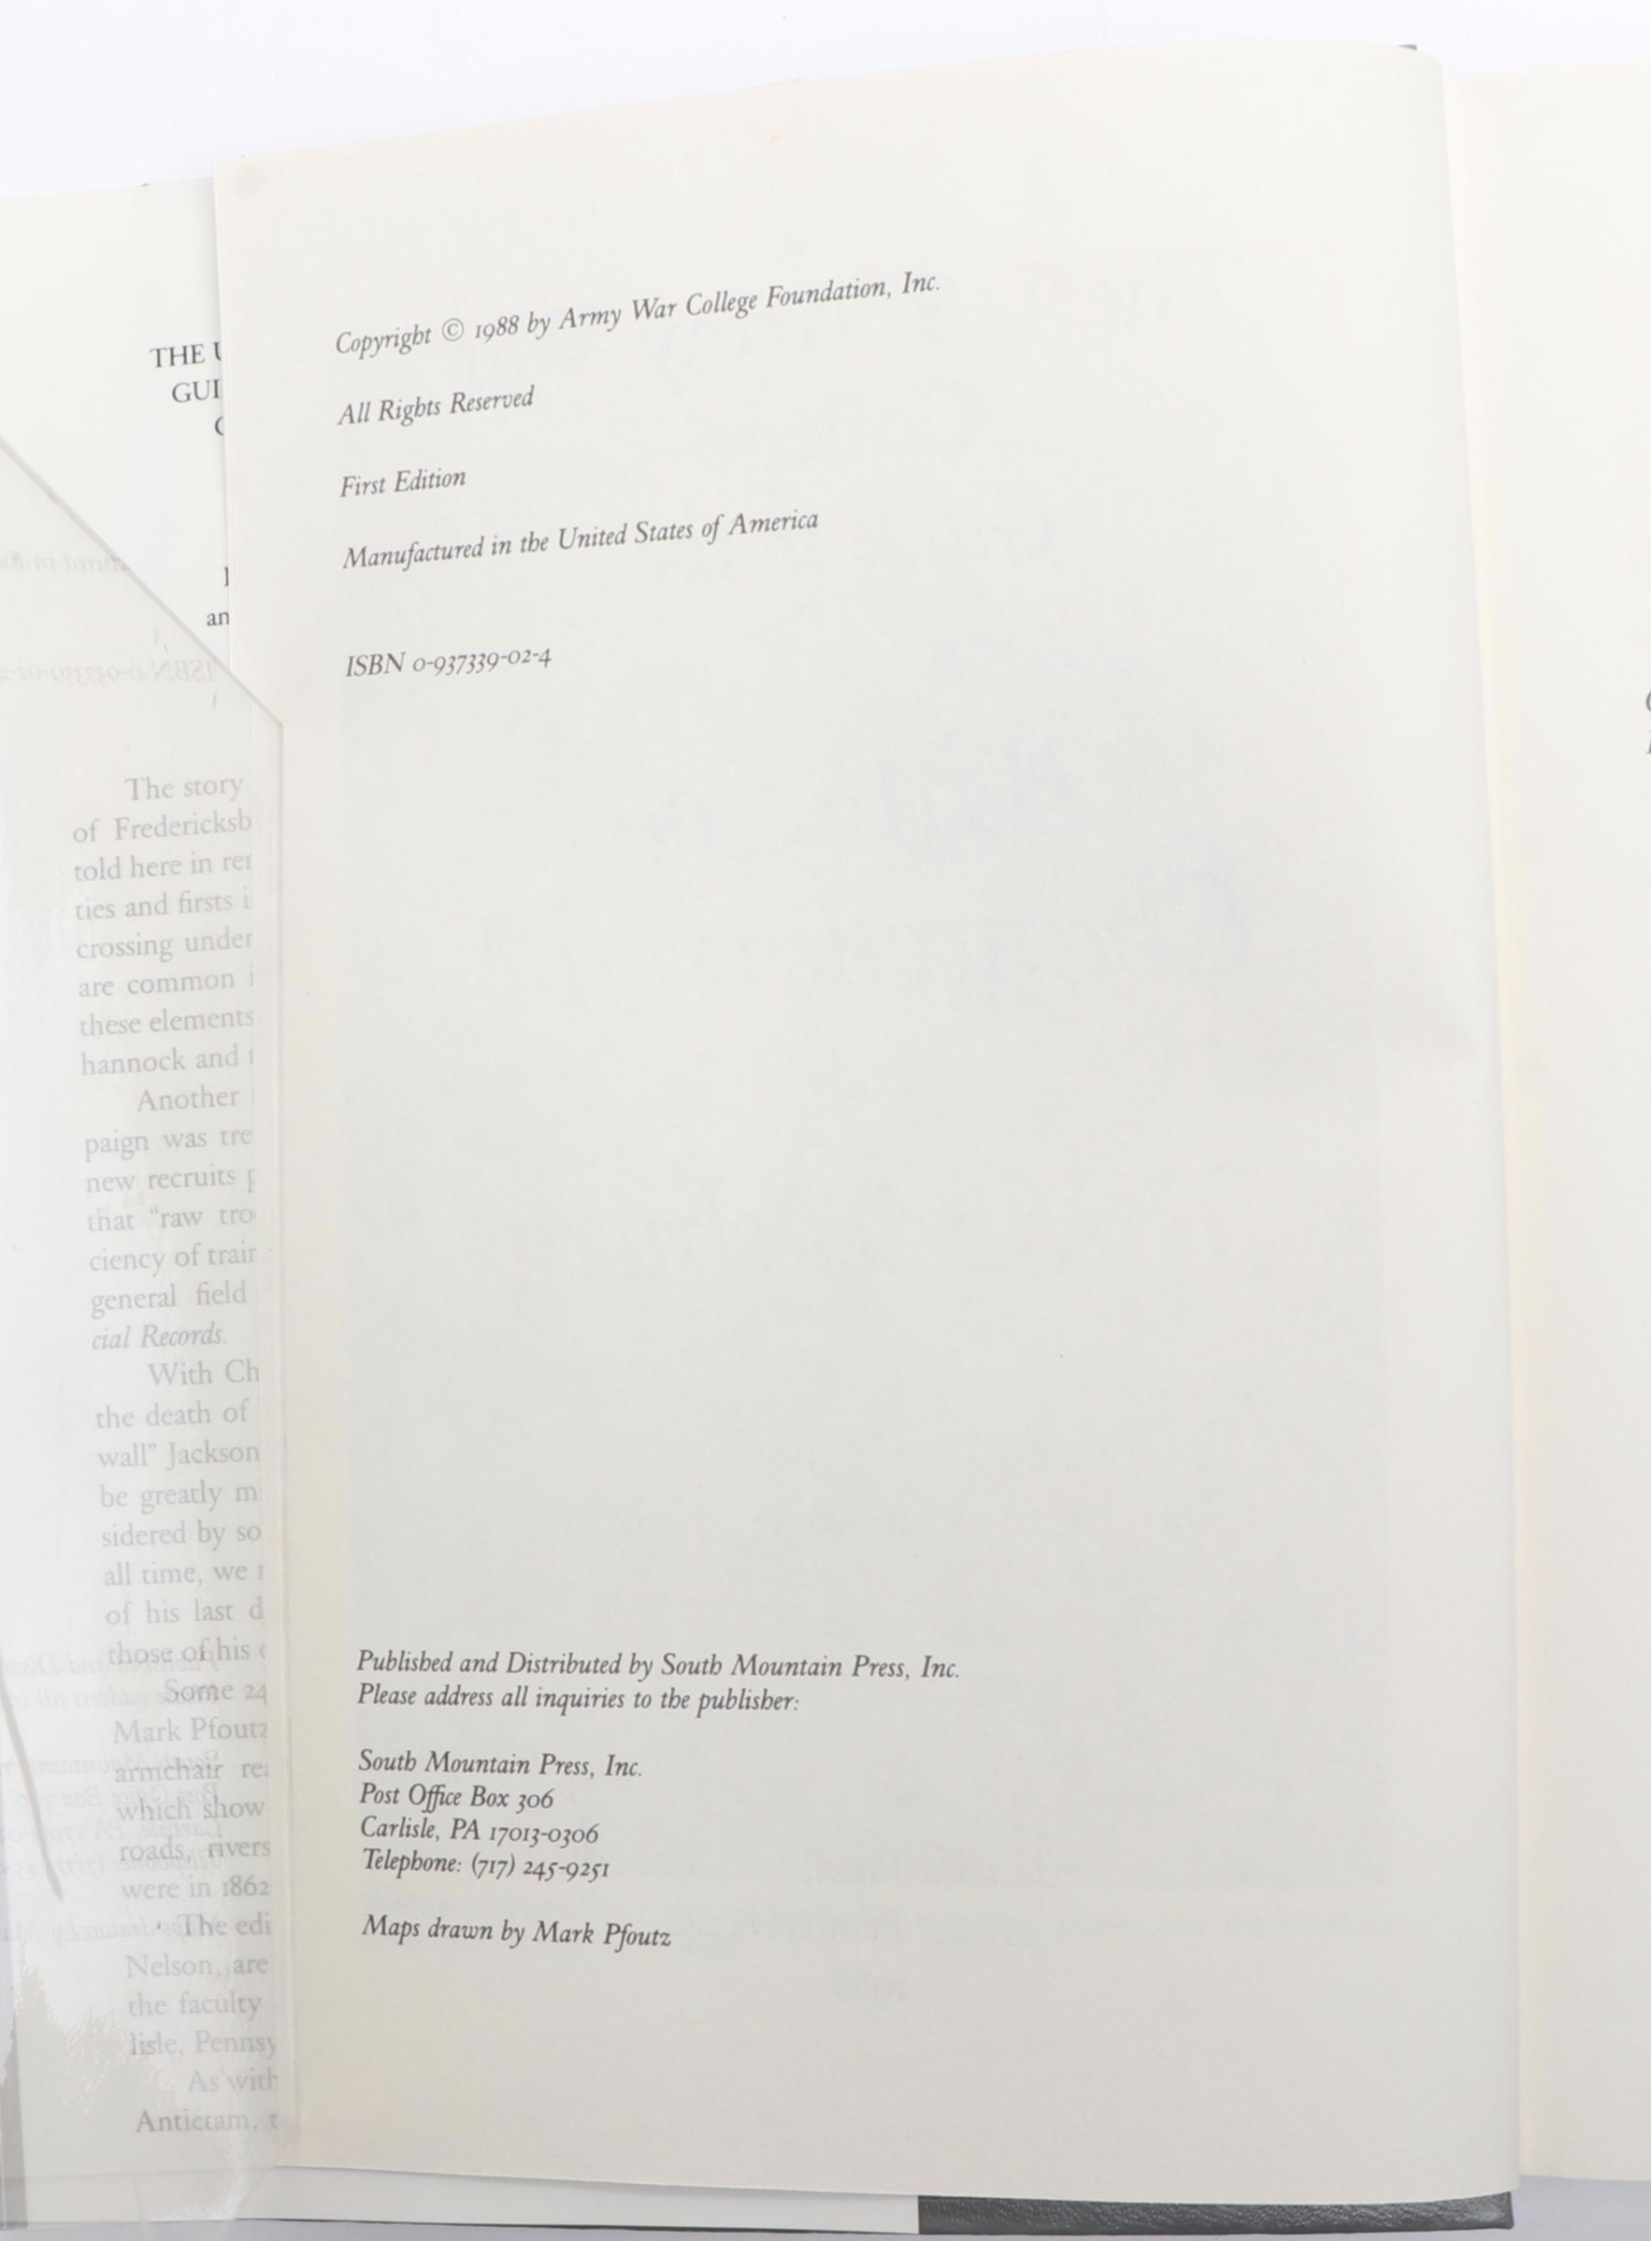 THE
GUI
an
The story
of Fredericksb
told here in
ties and firsts
crossing under
are common
these elements
hannock and
Another
paign was tre
new recruits
that "raw tro
ciency of train
general field
cial Records.
With Ch
the death of
wall" Jackson
be greatly m
sidered by so
all time, we
of his last d
those of his
Some 24
Mark Pfoutz
armchair re
which show
roads, rivers
were in 1862
The edi
Nelson, are
the faculty
lisle, Pennsy
As with
Antietam, t
Copyright © 1988 by Army War College Foundation, Inc.
All Rights Reserved
First Edition
Manufactured in the United States of America
ISBN 0-937339-02-4
Published and Distributed by South Mountain Press, Inc.
Please address all inquiries to the publisher:
South Mountain Press, Inc.
Post Office Box 306
Carlisle, PA 17013-0306
Telephone: (717) 245-9251
Maps drawn by Mark Pfoutz